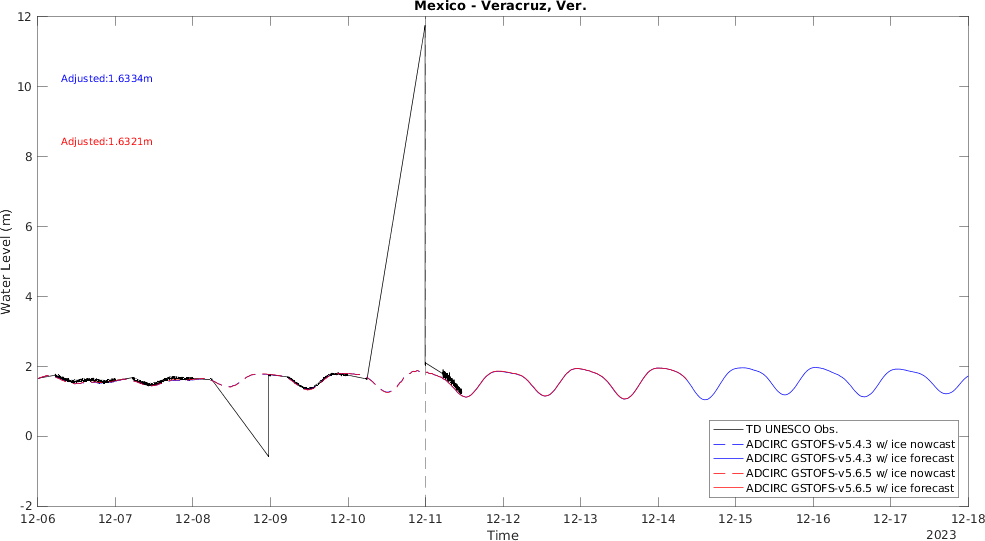 Mexico - Veracruz, Ver.
12
Adjusted:1.6334m
10
Adjusted:1.6321m
8
6
4
2
0
-2
Water Level (m)
TD UNESCO Obs.
ADCIRC GSTOFS-v5.4.3 w/ ice nowcast
ADCIRC GSTOFS-v5.4.3 w/ ice forecast
ADCIRC GSTOFS-v5.6.5 w/ ice nowcast
ADCIRC GSTOFS-v5.6.5 w/ ice forecast
12-06 12-07 12-08 12-09 12-10 12-11 12-12 12-13 12-14 12-15 12-16 12-17 12-18
Time
2023